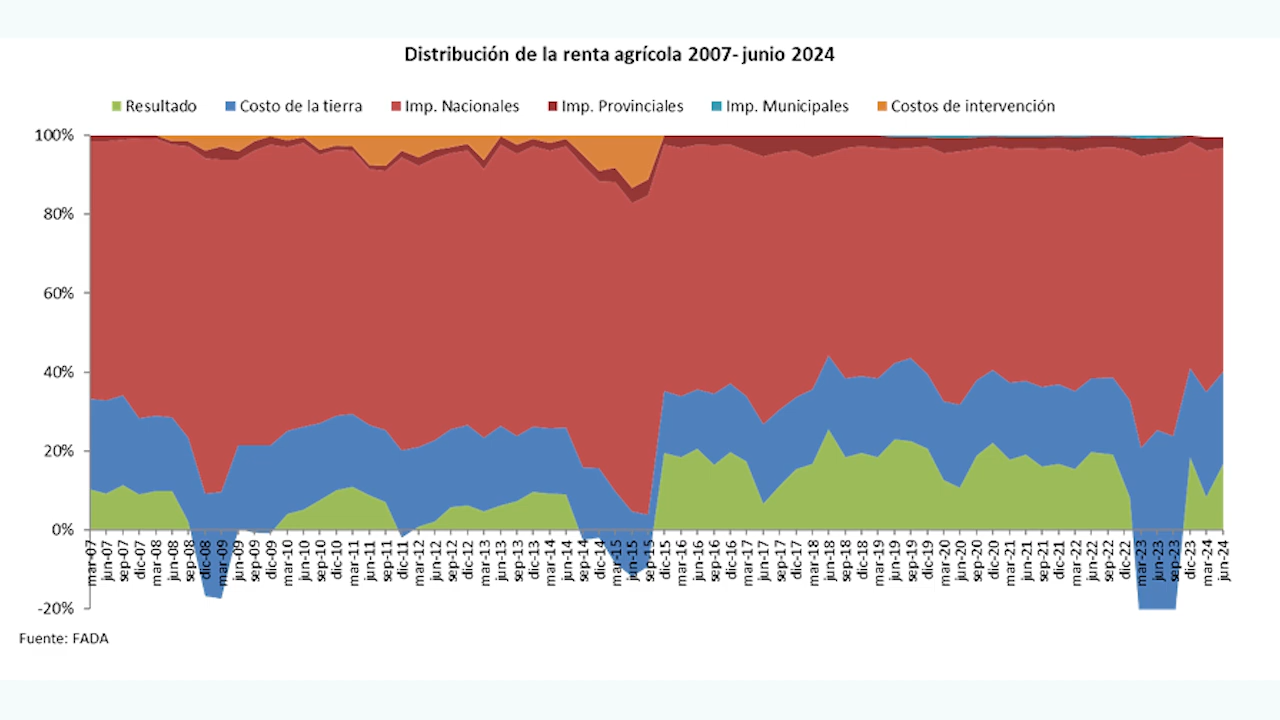 Distribución de la renta agrícola 2007- junio 2024
Resultado Costo de la tierra Imp. Nacionales Imp. Provinciales Imp. Municipales Costos de intervención
100%
80%
60%
40%
20%
0%
-20%
mar-07 jun-07 sep-07 dic-07 mar-08 jun-08 sep-08 dic-08 mar-09 jun-09 sep-09 dic-09 mar-10 jun-10 sep-10 dic-10 mar-11 jun-11 sep-11 dic-11 mar-12 jun-12 sep-12 dic-12 mar-13 jun-13 sep-13 dic-13 mar-14 jun-14 sep-14 dic-14 mar-15 jun-15 sep-15 dic-15 mar-16 jun-16 sep-16 dic-16 mar-17 jun-17 sep-17 dic-17 mar-18 jun-18 sep-18 dic-18 mar-19 jun-19 sep-19 dic-19 mar-20 jun-20 sep-20 dic-20 mar-21 jun-21 sep-21 dic-21 mar-22 jun-22 sep-22 dic-22 mar-23 jun-23 sep-23 dic-23 mar-24 jun-24
Fuente: FADA